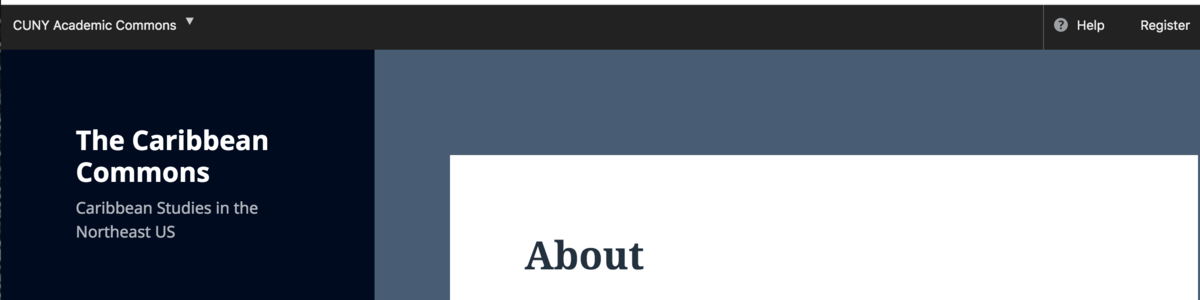 CUNY Academic Commons
Help
Register
The Caribbean
Commons
Caribbean Studies in the
Northeast US
About